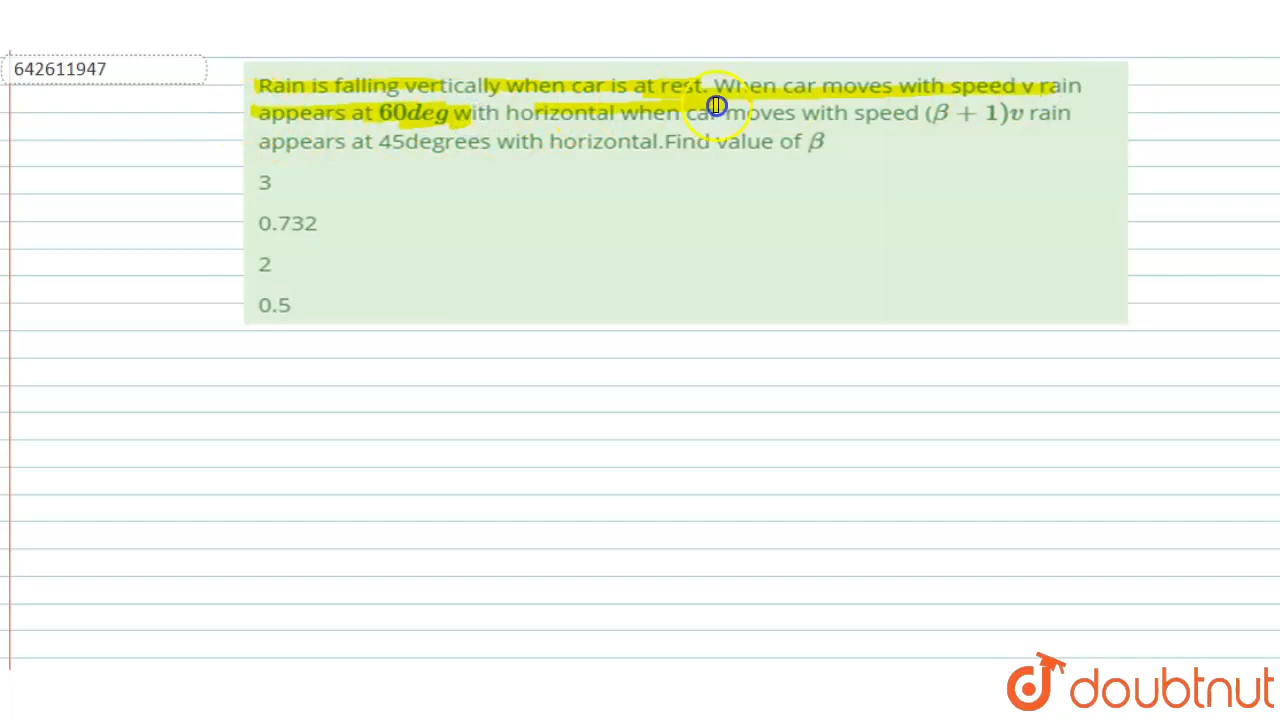 642611947
Rain is falling vertically when car is at rest. When car moves with speed v rain
appears at 60deg with horizontal when car moves with speed (β + 1)v rain
appears at 45degrees with horizontal.Find value of β
3
0.732
2
0.5
doubtnut